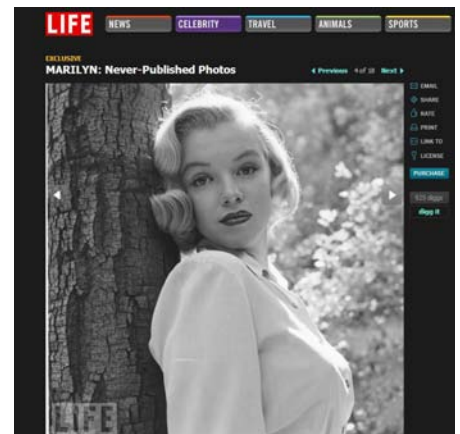 LIFE NEWS CELEBRITY TRAVEL ANIMALS SPORTS
EXCLUSIVE
MARILYN: Never-Published Photos Previous 4 of 18 Next
EMAIL
SHARE
RATE
PRINT
LINK TO
LICENSE
PURCHASE
925 diggs
digg it
LIFE